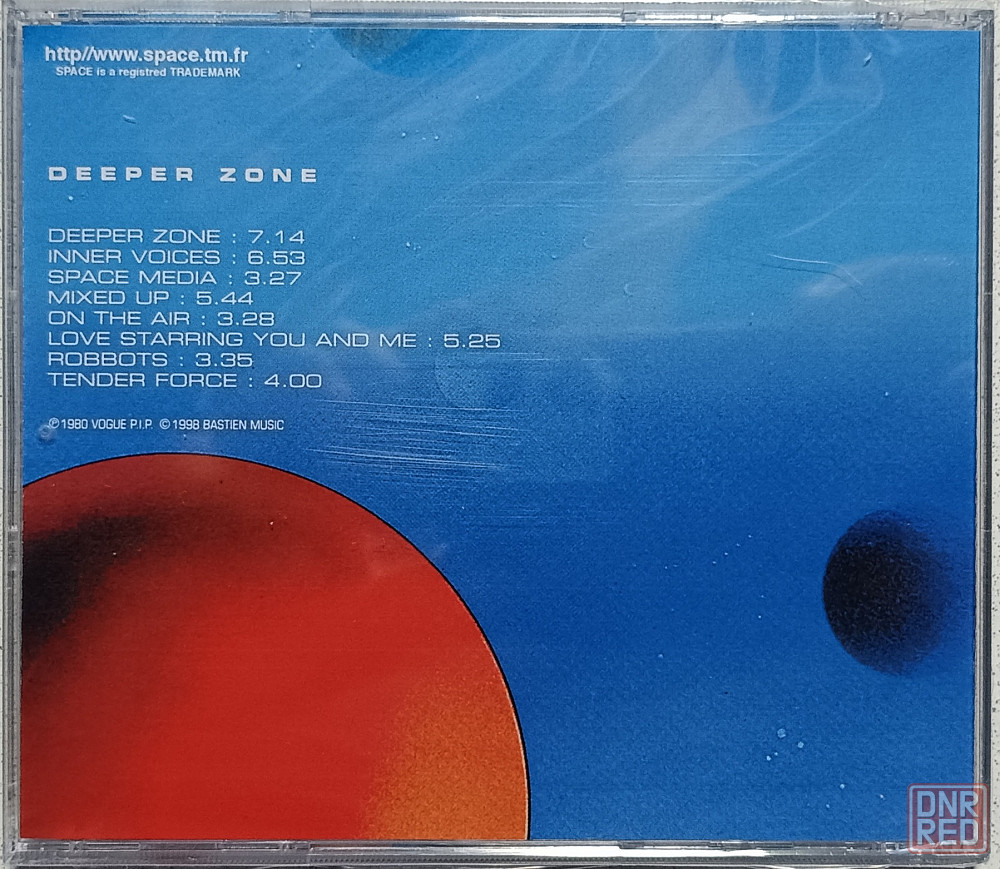 http//www.space.tm.fr
SPACE is a registred TRADEMARK
DEEPER ZONE
DEEPER ZONE : 7.14
INNER VOICES : 6.53
SPACE MEDIA : 3.27
MIXED UP : 5.44
ON THE AIR : 3.28
LOVE STARRING YOU AND ME : 5.25
ROBBOTS : 3.35
TENDER FORCE : 4.00
℗ 1980 VOGUE P.I.P. © 1998 BASTIEN MUSIC
DNR
RED